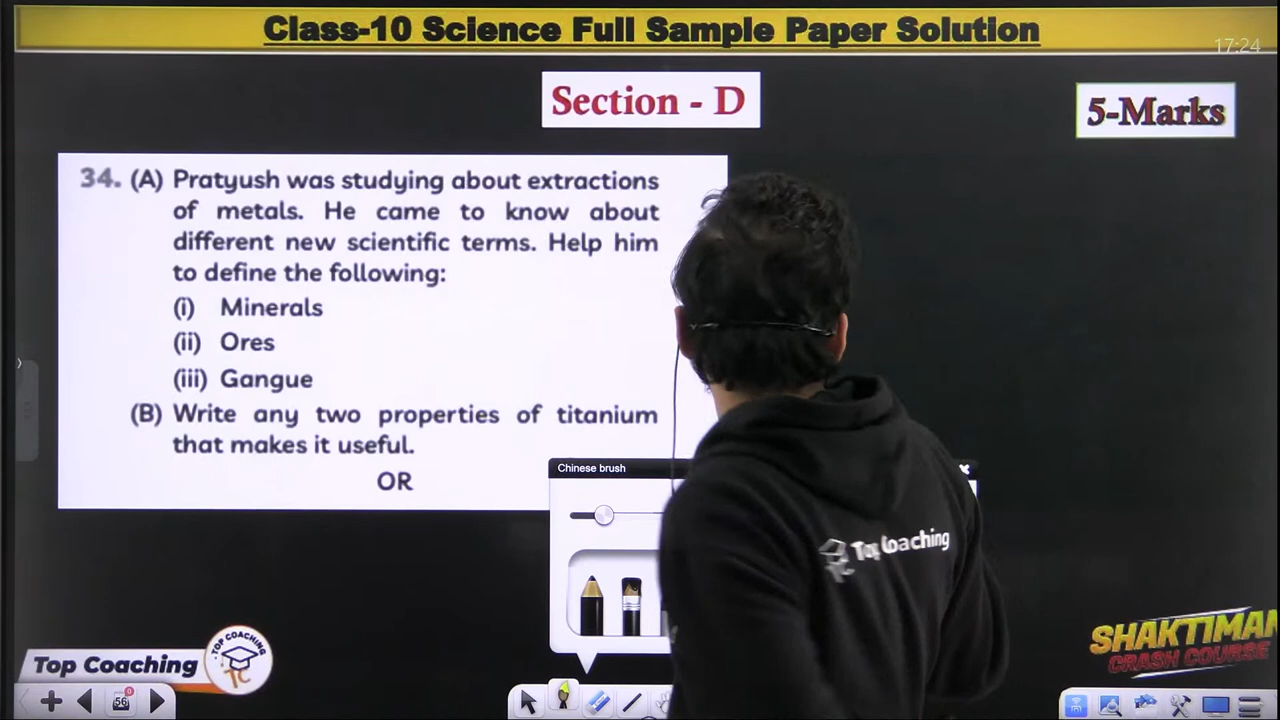 Class-10 Science Full Sample Paper Solution
17:24
Section - D
5-Marks
34. (A) Pratyush was studying about extractions
of metals. He came to know about
different new scientific terms. Help him
to define the following:
(i) Minerals
(ii) Ores
(iii) Gangue
(B) Write any two properties of titanium
that makes it useful.
OR
Chinese brush
Top Coaching
TC
SHAKTIMAN
CRASH COURSE
Top Coaching
TOP COACHING
TC
56
0